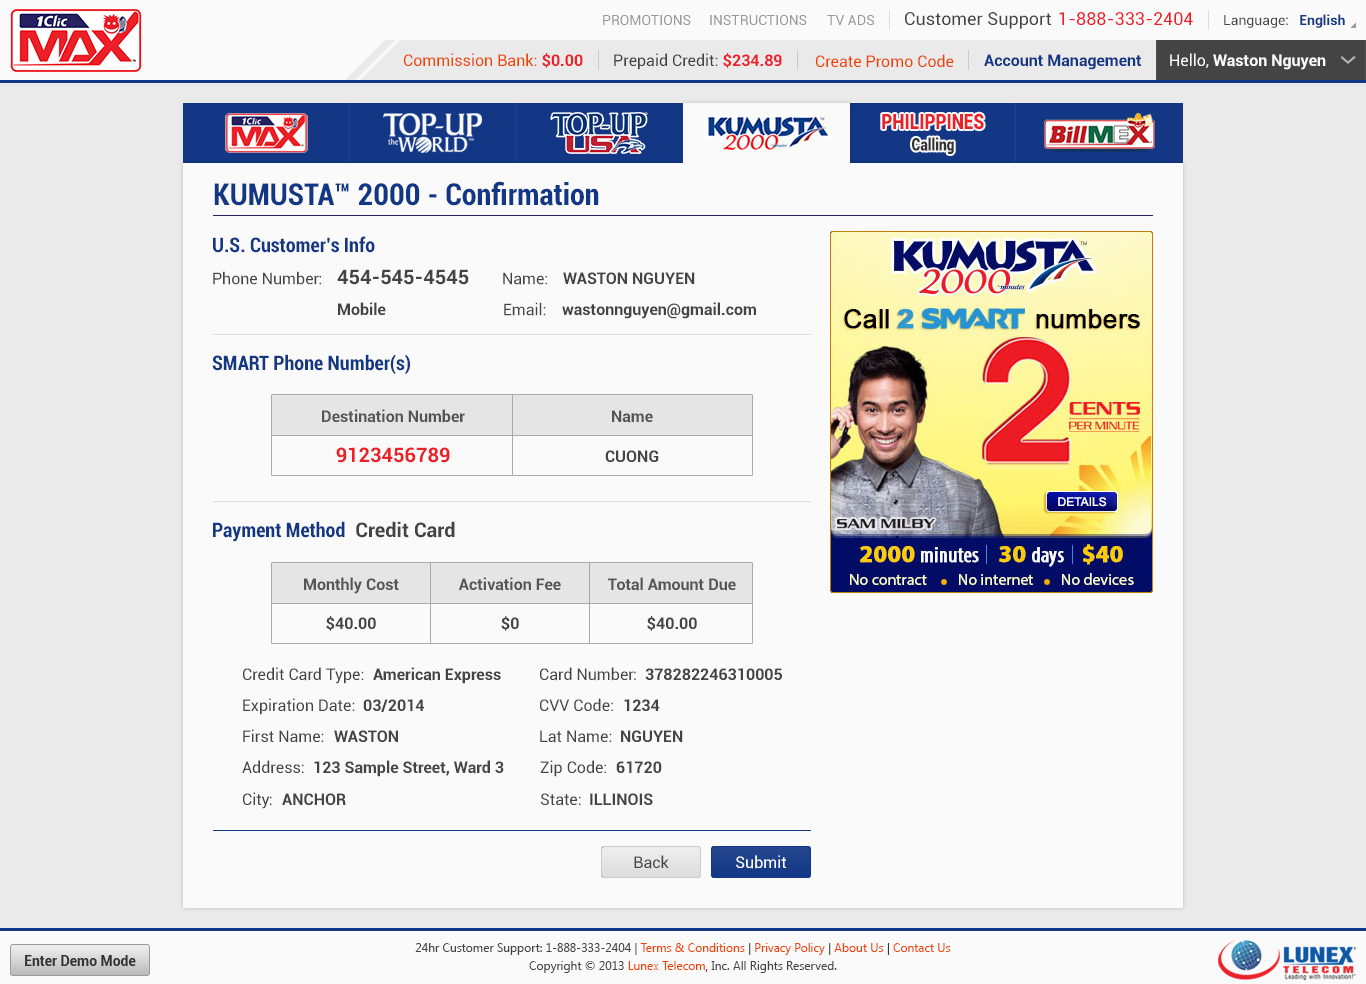 1Clic
MAX
PROMOTIONS INSTRUCTIONS TV ADS Customer Support 1-888-333-2404 Language: English
Commission Bank: $0.00 Prepaid Credit: $234.89 Create Promo Code Account Management Hello, Waston Nguyen
1Clic MAX
TOP-UP the WORLD
TOP-UP USA
KUMUSTA 2000
PHILIPPINES Calling
BillMEX
KUMUSTA™ 2000 - Confirmation
U.S. Customer's Info
Phone Number: 454-545-4545 Name: WASTON NGUYEN
Mobile Email: wastonnguyen@gmail.com
SMART Phone Number(s)
Destination Number Name
9123456789 CUONG
Payment Method Credit Card
Monthly Cost Activation Fee Total Amount Due
$40.00 $0 $40.00
Credit Card Type: American Express Card Number: 378282246310005
Expiration Date: 03/2014 CVV Code: 1234
First Name: WASTON Lat Name: NGUYEN
Address: 123 Sample Street, Ward 3 Zip Code: 61720
City: ANCHOR State: ILLINOIS
Back Submit
KUMUSTA™
2000 minutes
Call 2 SMART numbers
2 CENTS
PER MINUTE
DETAILS
SAM MILBY
2000 minutes | 30 days | $40
No contract • No internet • No devices
Enter Demo Mode
24hr Customer Support: 1-888-333-2404 | Terms & Conditions | Privacy Policy | About Us | Contact Us
Copyright © 2013 Lunex Telecom, Inc. All Rights Reserved.
LUNEX
TELECOM
Leading with Innovation!